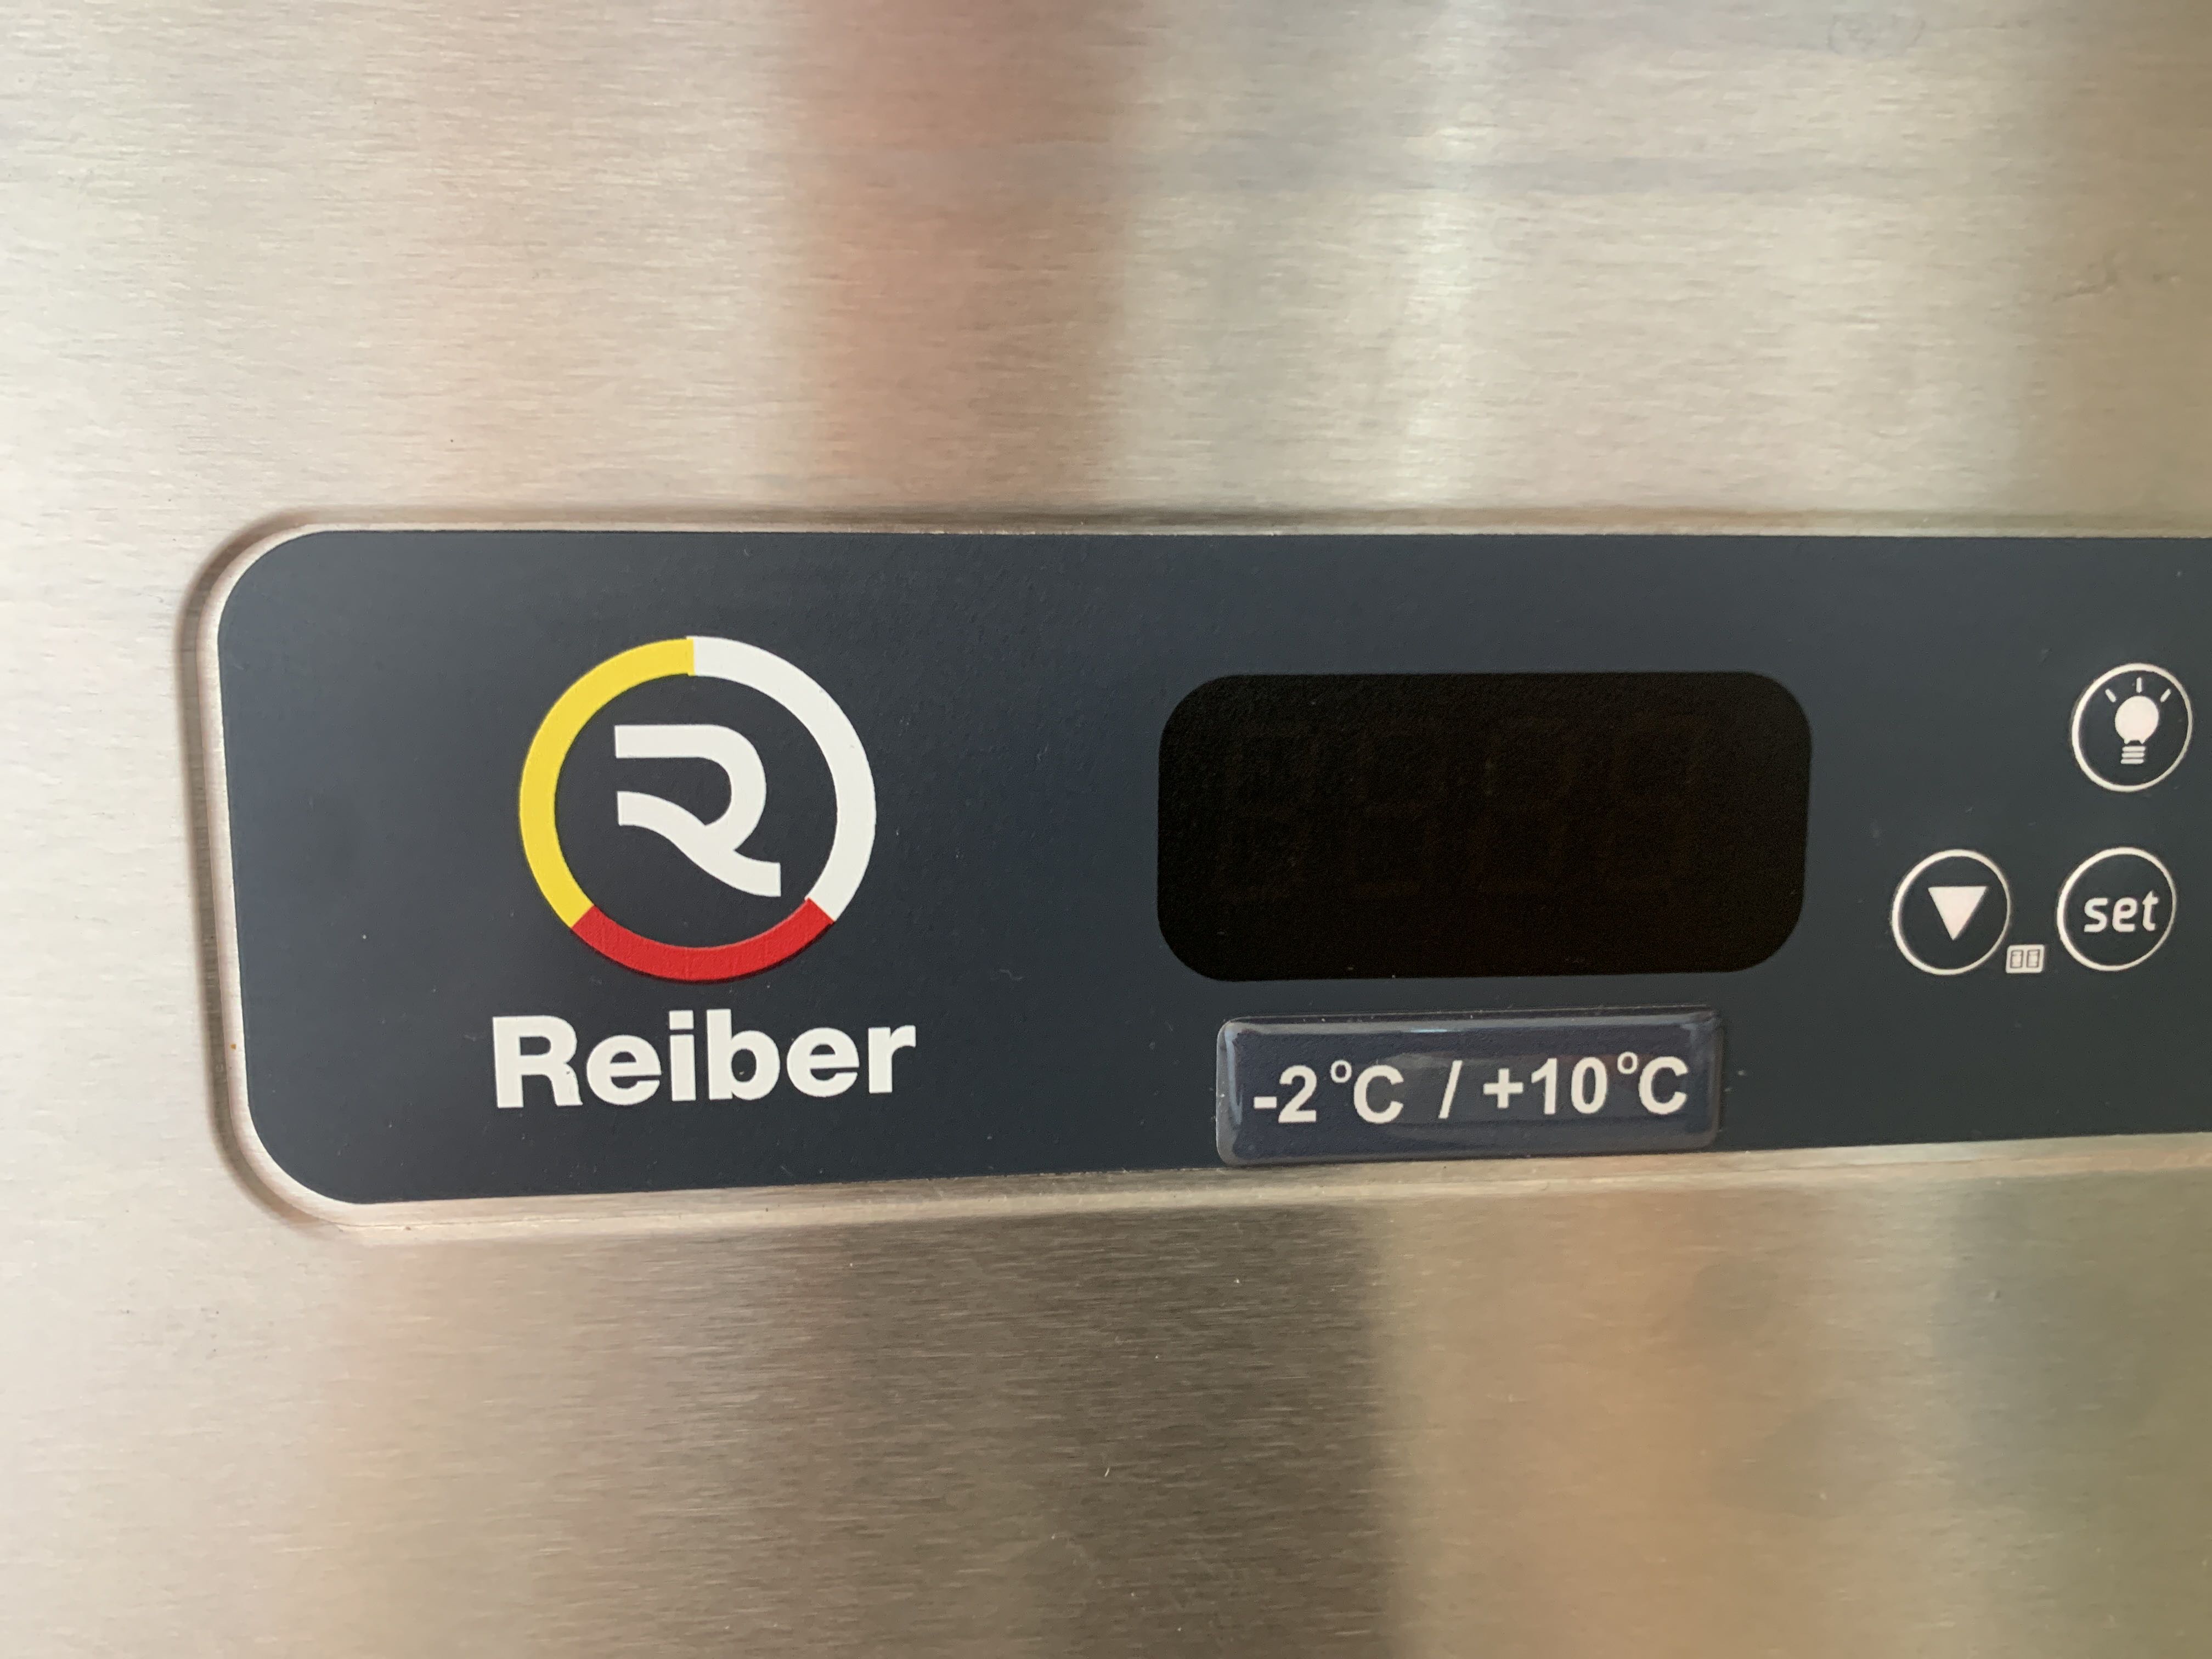 R
Reiber
-2°C / +10°C
set